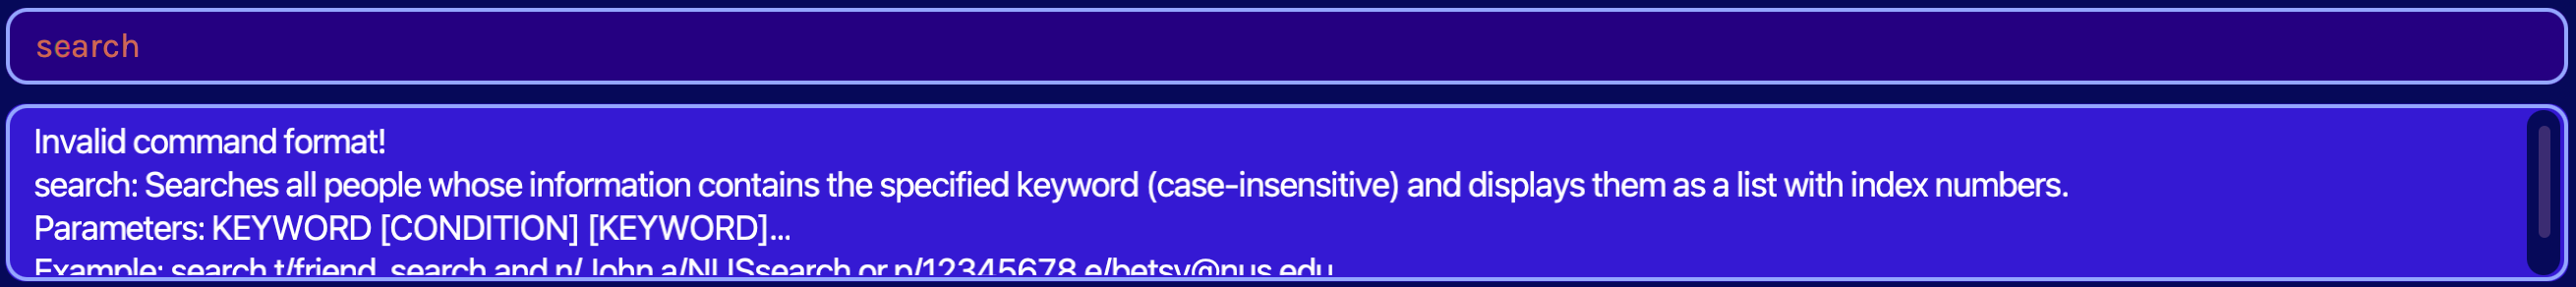 search
Invalid command format!
search: Searches all people whose information contains the specified keyword (case-insensitive) and displays them as a list with index numbers.
Parameters: KEYWORD [CONDITION] [KEYWORD]...
Example: search t/friend, search and n/John a/NUSsearch or p/12345678 e/betsy@nus.edu